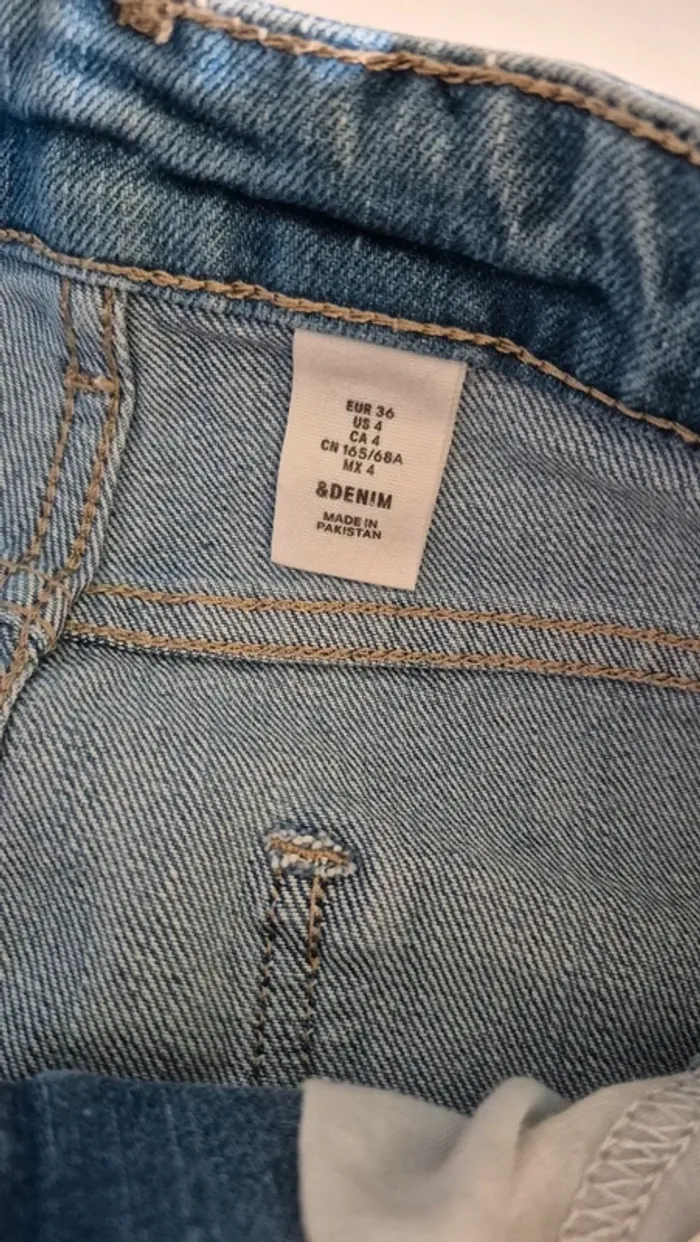 EUR 36
US 4
CA 4
CN 165/68A
MX 4
&DENIM
MADE IN
PAKISTAN